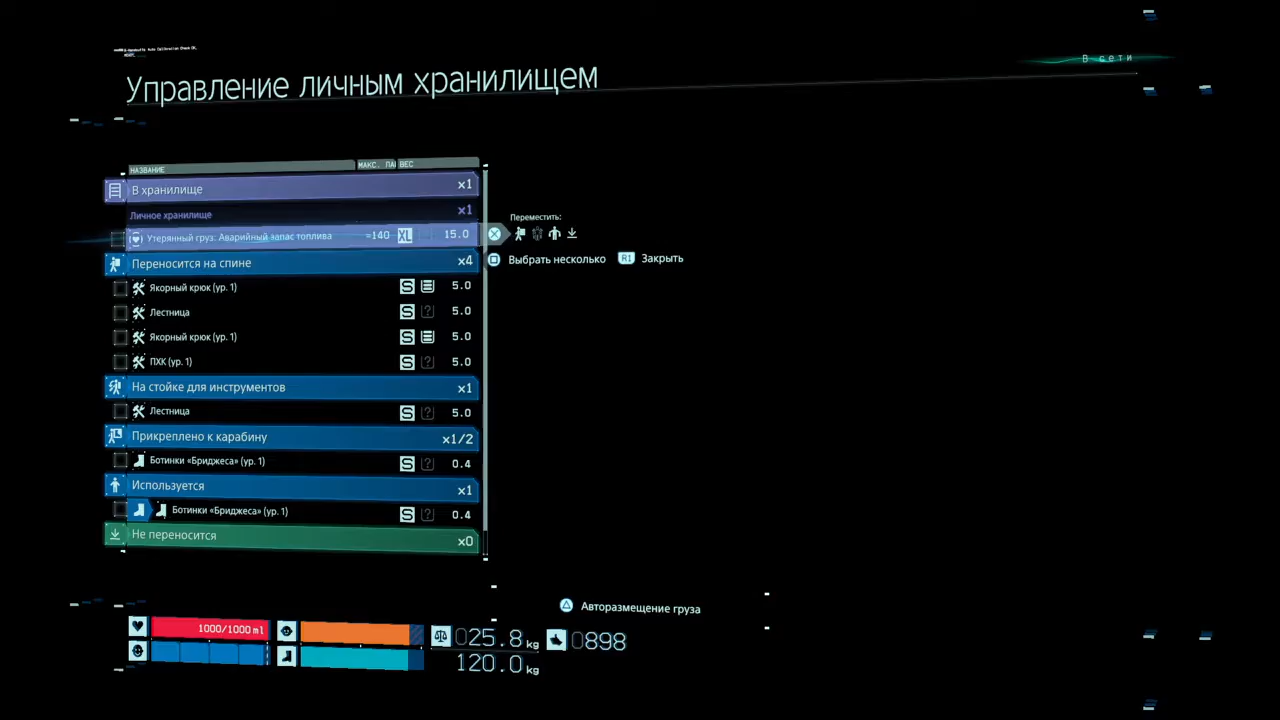 Управление личным хранилищем
В сети
НАЗВАНИЕ МАКС. ВЕС
В хранилище x1
Личное хранилище x1
Утерянный груз: Аварийный запас топлива ≈140 XL 15.0
Переместить:
Переносится на спине x4
Выбрать несколько R1 Закрыть
Якорный крюк (ур. 1) S 5.0
Лестница S ? 5.0
Якорный крюк (ур. 1) S 5.0
ПХК (ур. 1) S ? 5.0
На стойке для инструментов x1
Лестница S ? 5.0
Прикреплено к карабину x1/2
Ботинки «Бриджеса» (ур. 1) S ? 0.4
Используется x1
Ботинки «Бриджеса» (ур. 1) S ? 0.4
Не переносится x0
Авторазмещение груза
1000/1000 ml
025.8 kg 0898
120.0 kg